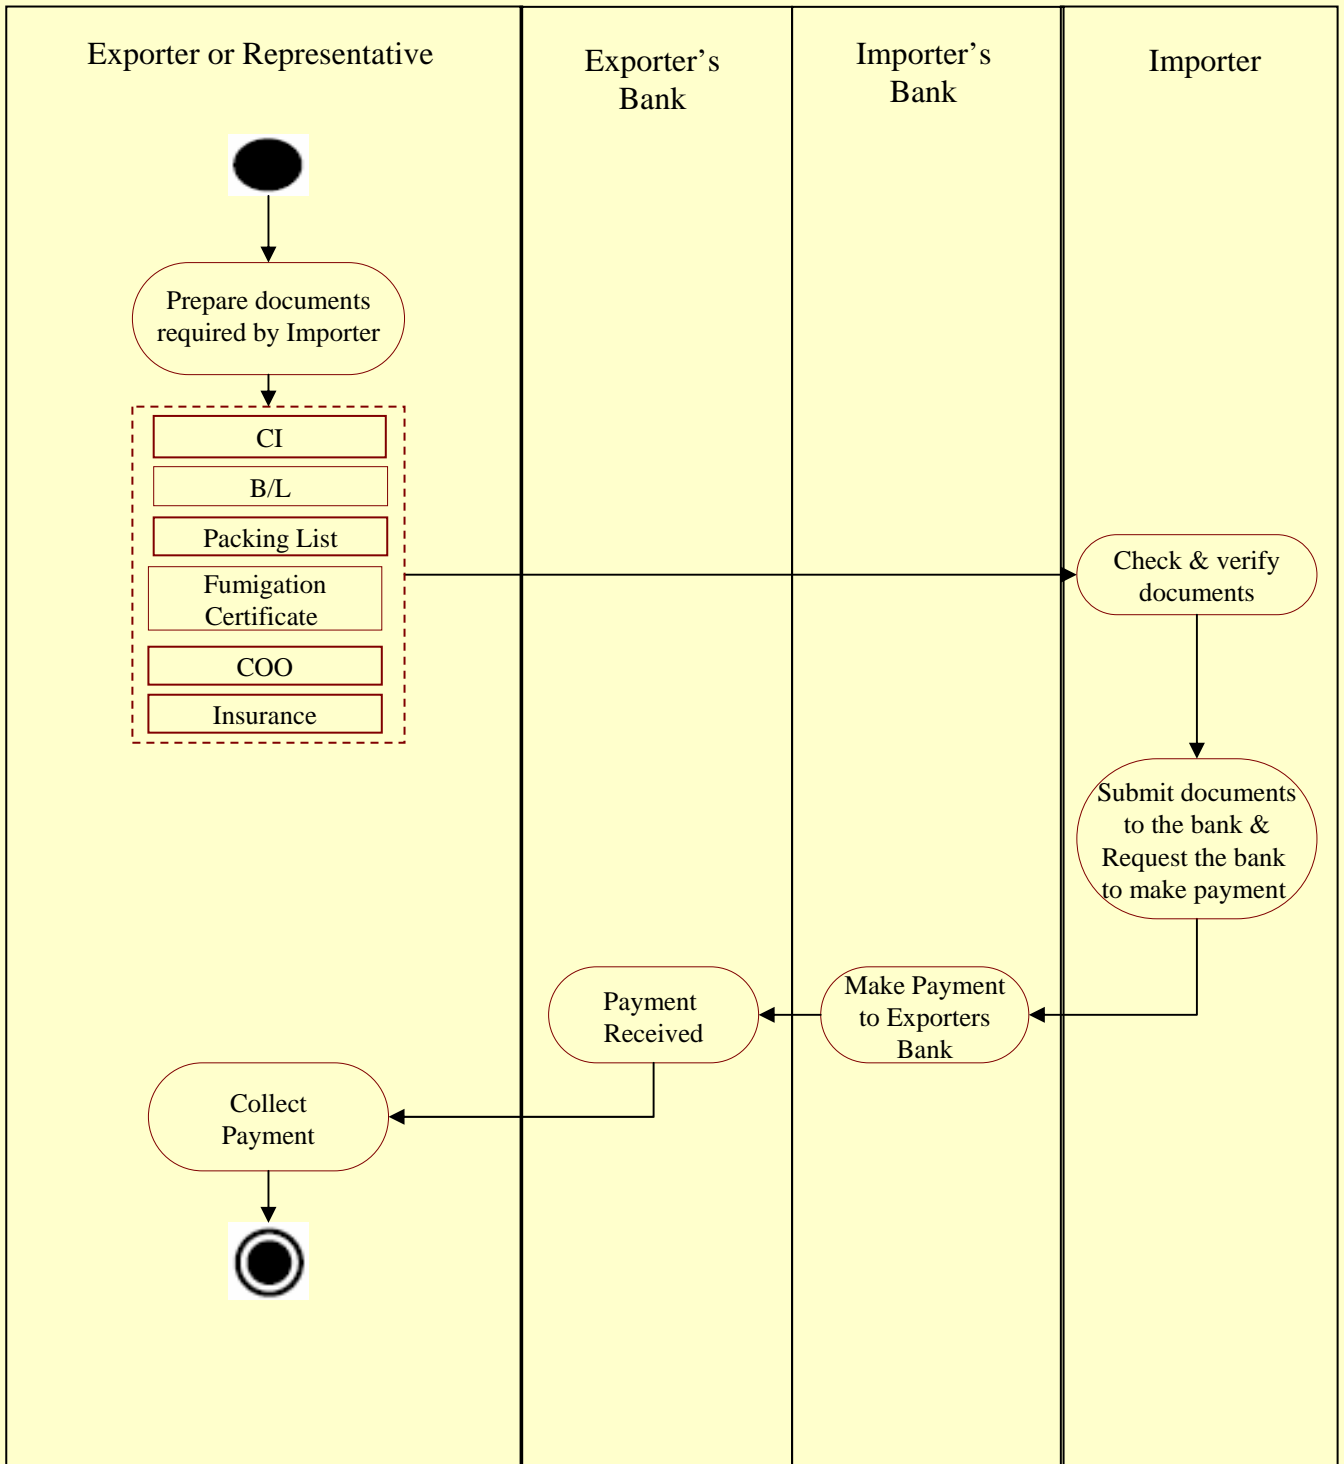 Exporter or Representative
Exporter’s
Bank
Importer’s
Bank
Importer
Prepare documents
required by Importer
CI
B/L
Packing List
Fumigation
Certificate
COO
Insurance
Check & verify
documents
Submit documents
to the bank &
Request the bank
to make payment
Make Payment
to Exporters
Bank
Payment
Received
Collect
Payment